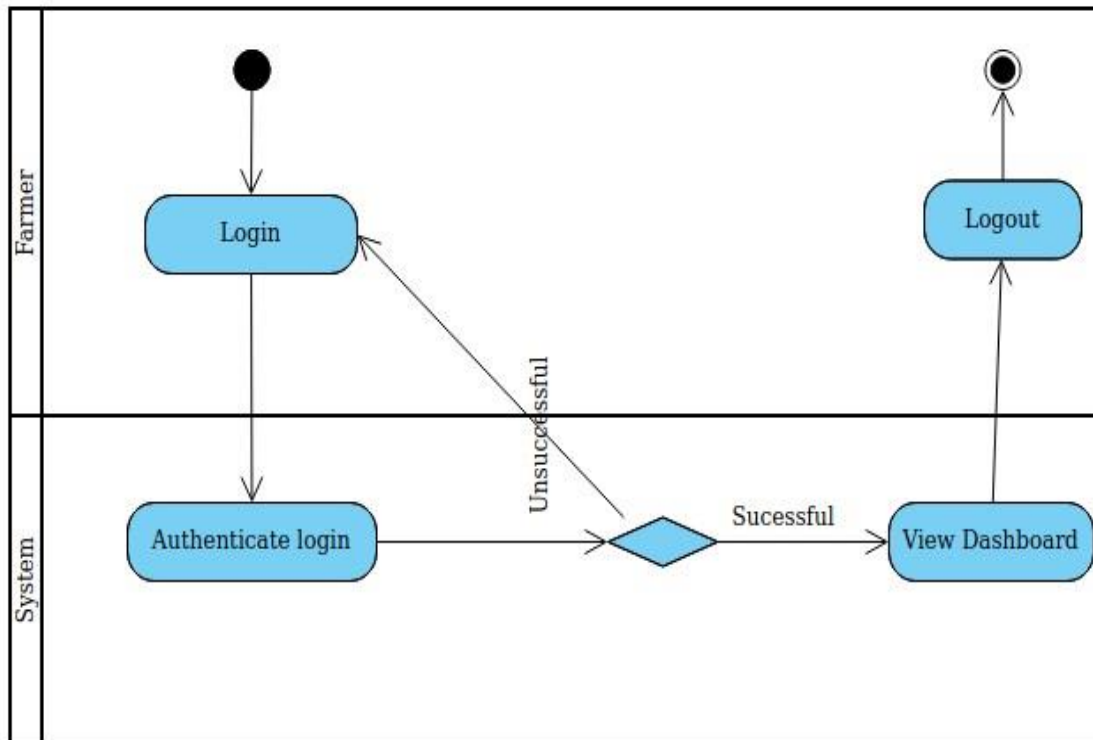 Farmer
Login
Logout
Unsuccessful
System
Authenticate login
Sucessful
View Dashboard